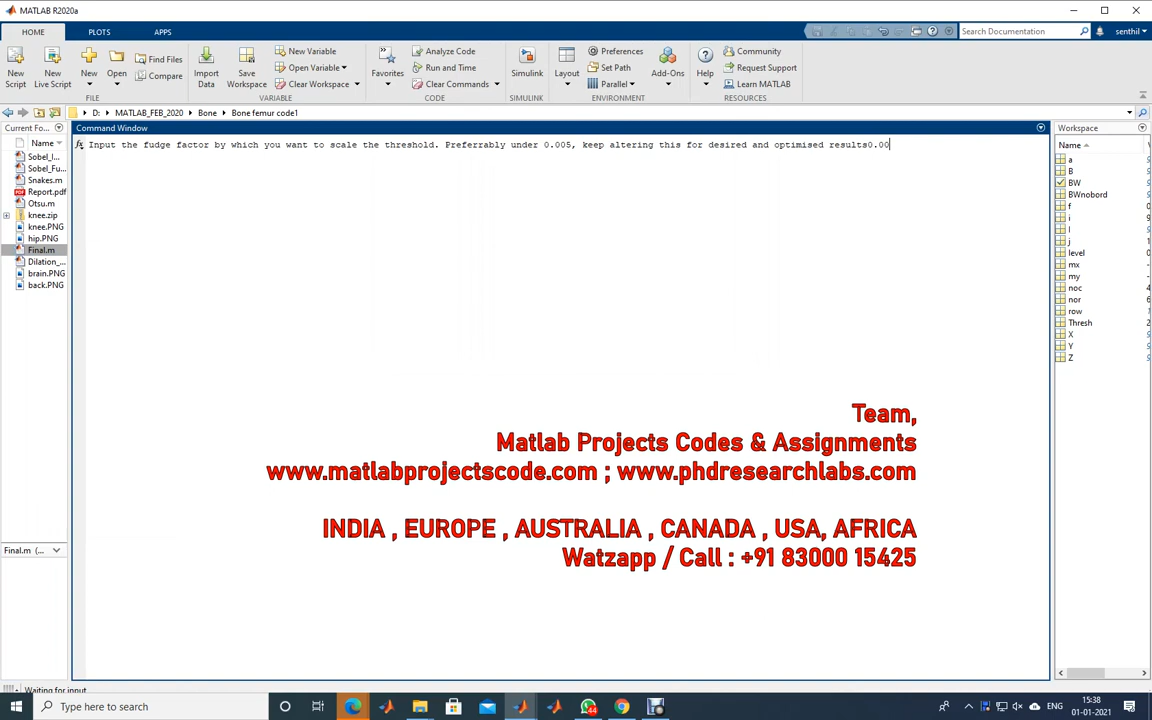 MATLAB R2020a
HOME
PLOTS
APPS
Search Documentation
senthil
New Script
New Live Script
New
Open
Find Files
Compare
FILE
Import Data
Save Workspace
New Variable
Open Variable
Clear Workspace
VARIABLE
Favorites
Analyze Code
Run and Time
Clear Commands
CODE
Simulink
SIMULINK
Layout
Preferences
Set Path
Parallel
ENVIRONMENT
Add-Ons
Help
Community
Request Support
Learn MATLAB
RESOURCES
D: MATLAB_FEB_2020 Bone Bone femur code1
Current Fo...
Name
Sobel_I...
Sobel_Fu...
Snakes.m
Report.pdf
Otsu.m
knee.zip
knee.PNG
hip.PNG
Final.m
Dilation_...
brain.PNG
back.PNG
Final.m (...
Command Window
fx Input the fudge factor by which you want to scale the threshold. Preferrably under 0.005, keep altering this for desired and optimised results0.00
Workspace
Name
a
B
BW
BWnobord
f
i
I
j
level
mx
my
noc
nor
row
Thresh
X
Y
Z
Team,
Matlab Projects Codes & Assignments
www.matlabprojectscode.com ; www.phdresearchlabs.com
INDIA , EUROPE , AUSTRALIA , CANADA , USA, AFRICA
Watzapp / Call : +91 83000 15425
Waiting for input
Type here to search
44
ENG
15:38
01-01-2021